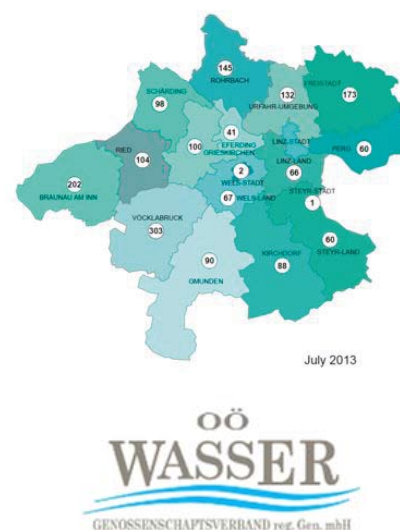 145
ROHRBACH
FREISTADT
132
173
SCHÄRDING
URFAHR-UMGEBUNG
98
41
LINZ-STADT
EFERDING
100
GRIESKIRCHEN
PERG
60
RIED
104
LINZ-LAND
2
66
WELS-STADT
202
STEYR-STADT
BRAUNAU AM INN
67
WELS-LAND
1
VÖCKLABRUCK
303
60
STEYR-LAND
KIRCHDORF
90
88
GMUNDEN
July 2013
OÖ
WASSER
GENOSSENSCHAFTSVERBAND reg. Gen. mbH